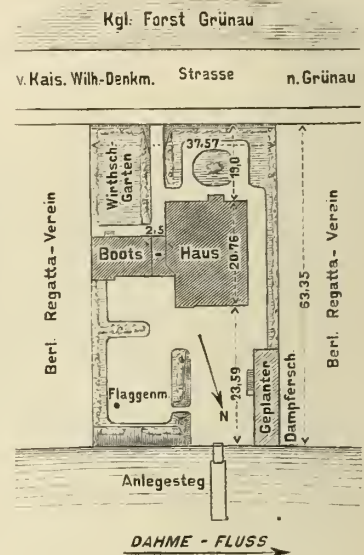 Kgl. Forst Grünau
v. Kais. Wilh-Denkm. Strasse n. Grünau
37,57
Wirthsch-
Garten
19,0
2,5
Boots - Haus
20,76
63,35
Berl. Regatta-Verein
Berl. Regatta-Verein
23,59
N
Flaggenm.
Geplanter
Dampfersch.
Anlegesteg
DAHME - FLUSS